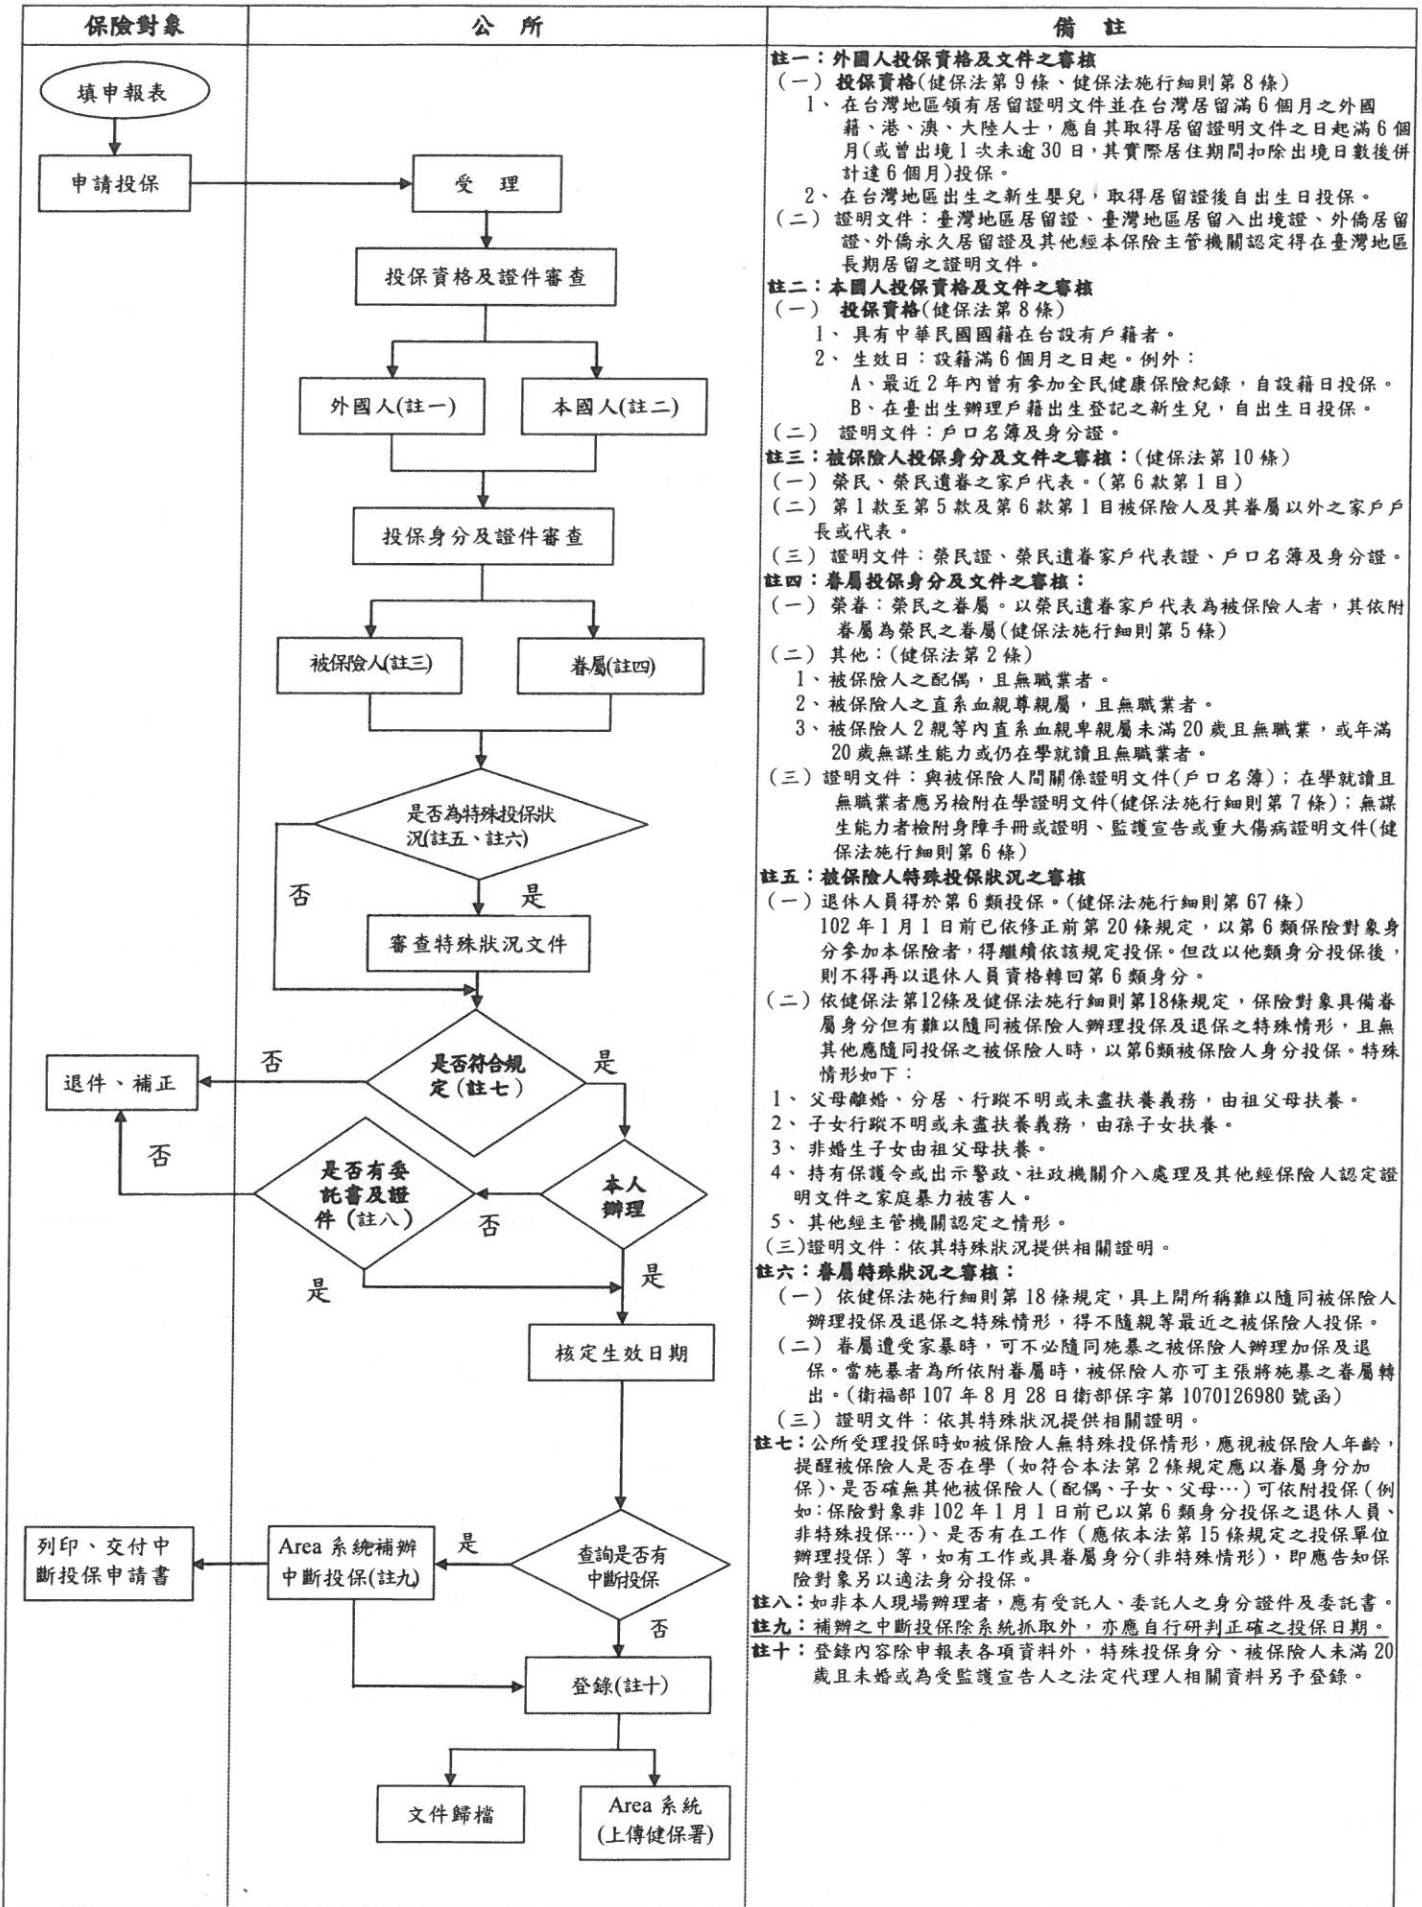 保險對象
公 所
備 註
填申報表
申請投保
受 理
投保資格及證件審查
外國人(註一)
本國人(註二)
投保身分及證件審查
被保險人(註三)
眷屬(註四)
是否為特殊投保狀
況(註五、註六)
否
是
審查特殊狀況文件
是否符合規
定(註七)
否
是
退件、補正
本人
辦理
否
是否有委
託書及證
件(註八)
否
是
是
核定生效日期
查詢是否有
中斷投保
是
Area 系統補辦
中斷投保(註九)
列印、交付中
斷投保申請書
否
登錄(註十)
文件歸檔
Area 系統
(上傳健保署)
註一：外國人投保資格及文件之審核
(一) 投保資格(健保法第9條、健保法施行細則第8條)
1、 在台灣地區領有居留證明文件並在台灣居留滿6個月之外國
籍、港、澳、大陸人士，應自其取得居留證明文件之日起滿6個
月(或曾出境1次未逾30日，其實際居住期間扣除出境日數後併
計達6個月)投保。
2、 在台灣地區出生之新生嬰兒，取得居留證後自出生日投保。
(二) 證明文件：臺灣地區居留證、臺灣地區居留入出境證、外僑居留
證、外僑永久居留證及其他經本保險主管機關認定得在臺灣地區
長期居留之證明文件。
註二：本國人投保資格及文件之審核
(一) 投保資格(健保法第8條)
1、 具有中華民國國籍在台設有戶籍者。
2、 生效日：設籍滿6個月之日起。例外：
A、最近2年內曾有參加全民健康保險紀錄，自設籍日投保。
B、在臺出生辦理戶籍出生登記之新生兒，自出生日投保。
(二) 證明文件：戶口名簿及身分證。
註三：被保險人投保身分及文件之審核：(健保法第10條)
(一) 榮民、榮民遺眷之家戶代表。(第6款第1目)
(二) 第1款至第5款及第6款第1目被保險人及其眷屬以外之家戶戶
長或代表。
(三) 證明文件：榮民證、榮民遺眷家戶代表證、戶口名簿及身分證。
註四：眷屬投保身分及文件之審核：
(一) 榮眷：榮民之眷屬。以榮民遺眷家戶代表為被保險人者，其依附
眷屬為榮民之眷屬(健保法施行細則第5條)
(二) 其他：(健保法第2條)
1、被保險人之配偶，且無職業者。
2、被保險人之直系血親尊親屬，且無職業者。
3、被保險人2親等內直系血親卑親屬未滿20歲且無職業，或年滿
20歲無謀生能力或仍在學就讀且無職業者。
(三) 證明文件：與被保險人間關係證明文件(戶口名簿)；在學就讀且
無職業者應另檢附在學證明文件(健保法施行細則第7條)；無謀
生能力者檢附身障手冊或證明、監護宣告或重大傷病證明文件(健
保法施行細則第6條)
註五：被保險人特殊投保狀況之審核
(一) 退休人員得於第6類投保。(健保法施行細則第67條)
102年1月1日前已依修正前第20條規定，以第6類保險對象身
分參加本保險者，得繼續依該規定投保。但改以他類身分投保後，
則不得再以退休人員資格轉回第6類身分。
(二) 依健保法第12條及健保法施行細則第18條規定，保險對象具備眷
屬身分但有難以隨同被保險人辦理投保及退保之特殊情形，且無
其他應隨同投保之被保險人時，以第6類被保險人身分投保。特殊
情形如下：
1、 父母離婚、分居、行蹤不明或未盡扶養義務，由祖父母扶養。
2、 子女行蹤不明或未盡扶養義務，由孫子女扶養。
3、 非婚生子女由祖父母扶養。
4、 持有保護令或出示警政、社政機關介入處理及其他經保險人認定證
明文件之家庭暴力被害人。
5、 其他經主管機關認定之情形。
(三)證明文件：依其特殊狀況提供相關證明。
註六：眷屬特殊狀況之審核：
(一) 依健保法施行細則第18條規定，具上開所稱難以隨同被保險人
辦理投保及退保之特殊情形，得不隨親等最近之被保險人投保。
(二) 眷屬遭受家暴時，可不必隨同施暴之被保險人辦理加保及退
保。當施暴者為所依附眷屬時，被保險人亦可主張將施暴之眷屬轉
出。(衛福部107年8月28日衛部保字第1070126980號函)
(三) 證明文件：依其特殊狀況提供相關證明。
註七：公所受理投保時如被保險人無特殊投保情形，應視被保險人年齡，
提醒被保險人是否在學（如符合本法第2條規定應以眷屬身分加
保）、是否確無其他被保險人（配偶、子女、父母…）可依附投保（例
如：保險對象非102年1月1日前已以第6類身分投保之退休人員、
非特殊投保…）、是否有在工作（應依本法第15條規定之投保單位
辦理投保）等，如有工作或具眷屬身分(非特殊情形)，即應告知保
險對象另以適法身分投保。
註八：如非本人現場辦理者，應有受託人、委託人之身分證件及委託書。
註九：補辦之中斷投保除系統抓取外，亦應自行研判正確之投保日期。
註十：登錄內容除申報表各項資料外，特殊投保身分、被保險人未滿20
歲且未婚或為受監護宣告人之法定代理人相關資料另予登錄。